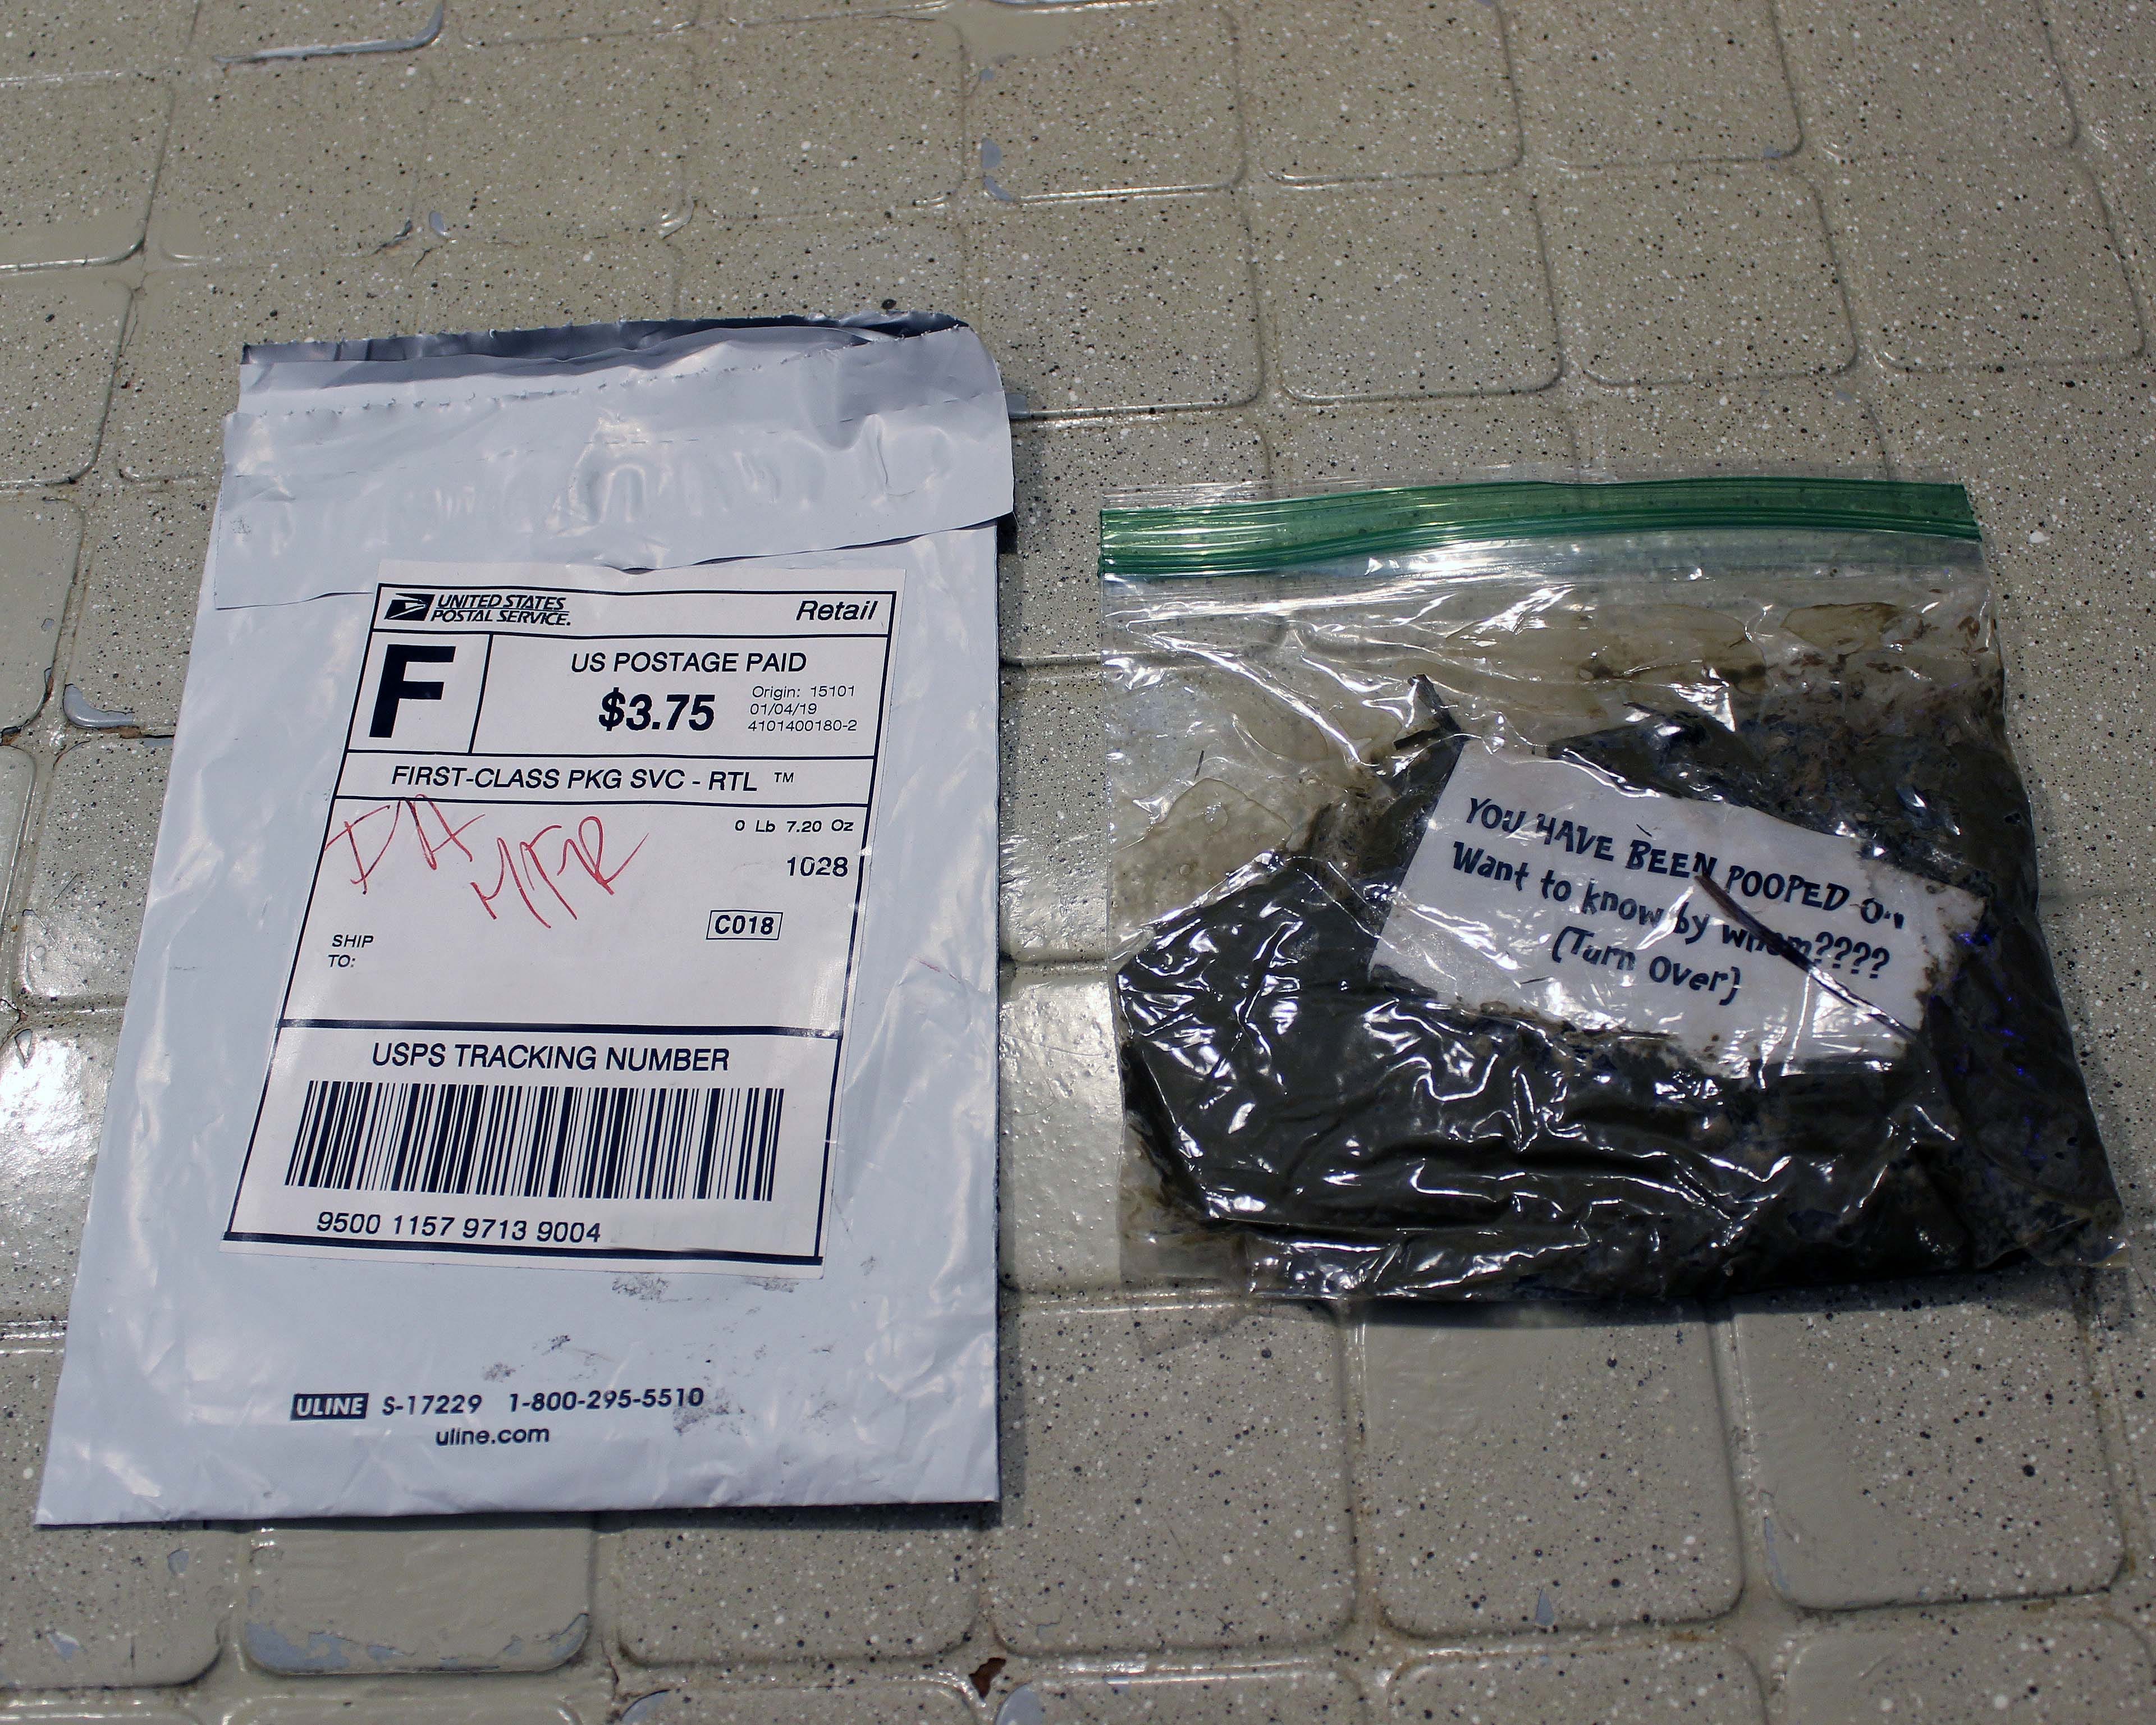 UNITED STATES
POSTAL SERVICE.
Retail
F
US POSTAGE PAID
$3.75
Origin: 15101
01/04/19
4101400180-2
FIRST-CLASS PKG SVC - RTL ™
0 Lb 7.20 Oz
1028
C018
SHIP
TO:
USPS TRACKING NUMBER
9500 1157 9713 9004
ULINE S-17229 1-800-295-5510
uline.com
YOU HAVE BEEN POOPED On
Want to know by whom????
(Turn Over)